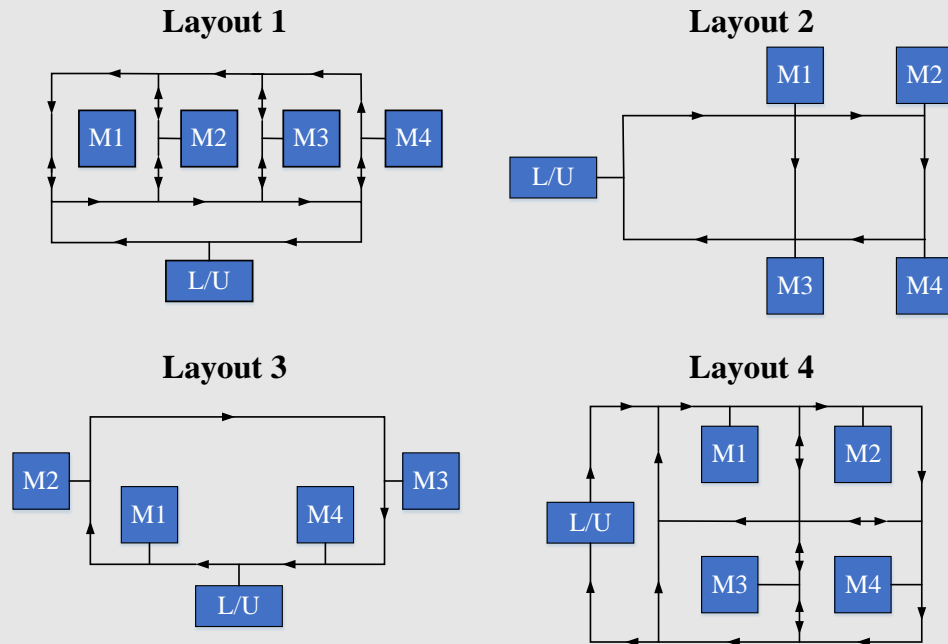 Layout 1
M1 M2 M3 M4
L/U
Layout 2
M1 M2
L/U
M3 M4
Layout 3
M2 M3
M1 M4
L/U
Layout 4
M1 M2
L/U
M3 M4